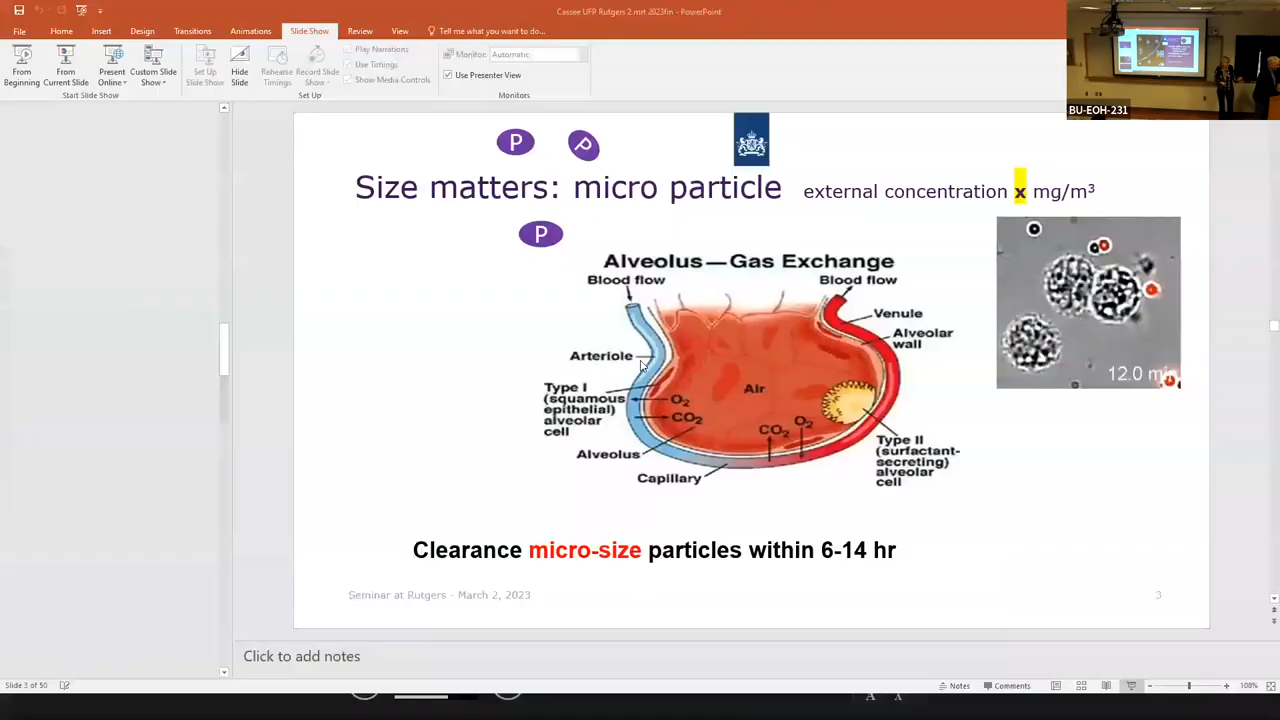 Cassee UFP Rutgers 2.mrt 2023fin - PowerPoint
File Home Insert Design Transitions Animations Slide Show Review View Tell me what you want to do...
From Beginning
From Current Slide
Present Online
Custom Slide Show
Set Up Slide Show
Hide Slide
Rehearse Timings
Record Slide Show
Play Narrations
Use Timings
Show Media Controls
Monitor: Automatic
Use Presenter View
Start Slide Show
Set Up
Monitors
BU-EOH-231
P P
Size matters: micro particle external concentration x mg/m³
P
Alveolus—Gas Exchange
Blood flow
Blood flow
Venule
Alveolar
wall
Arteriole
Type I
(squamous
epithelial)
alveolar
cell
O2
CO2
Air
CO2
O2
Alveolus
Capillary
Type II
(surfactant-
secreting)
alveolar
cell
12.0 min
Clearance micro-size particles within 6-14 hr
Seminar at Rutgers - March 2, 2023
3
Click to add notes
Slide 3 of 50
Notes
Comments
108%
A A